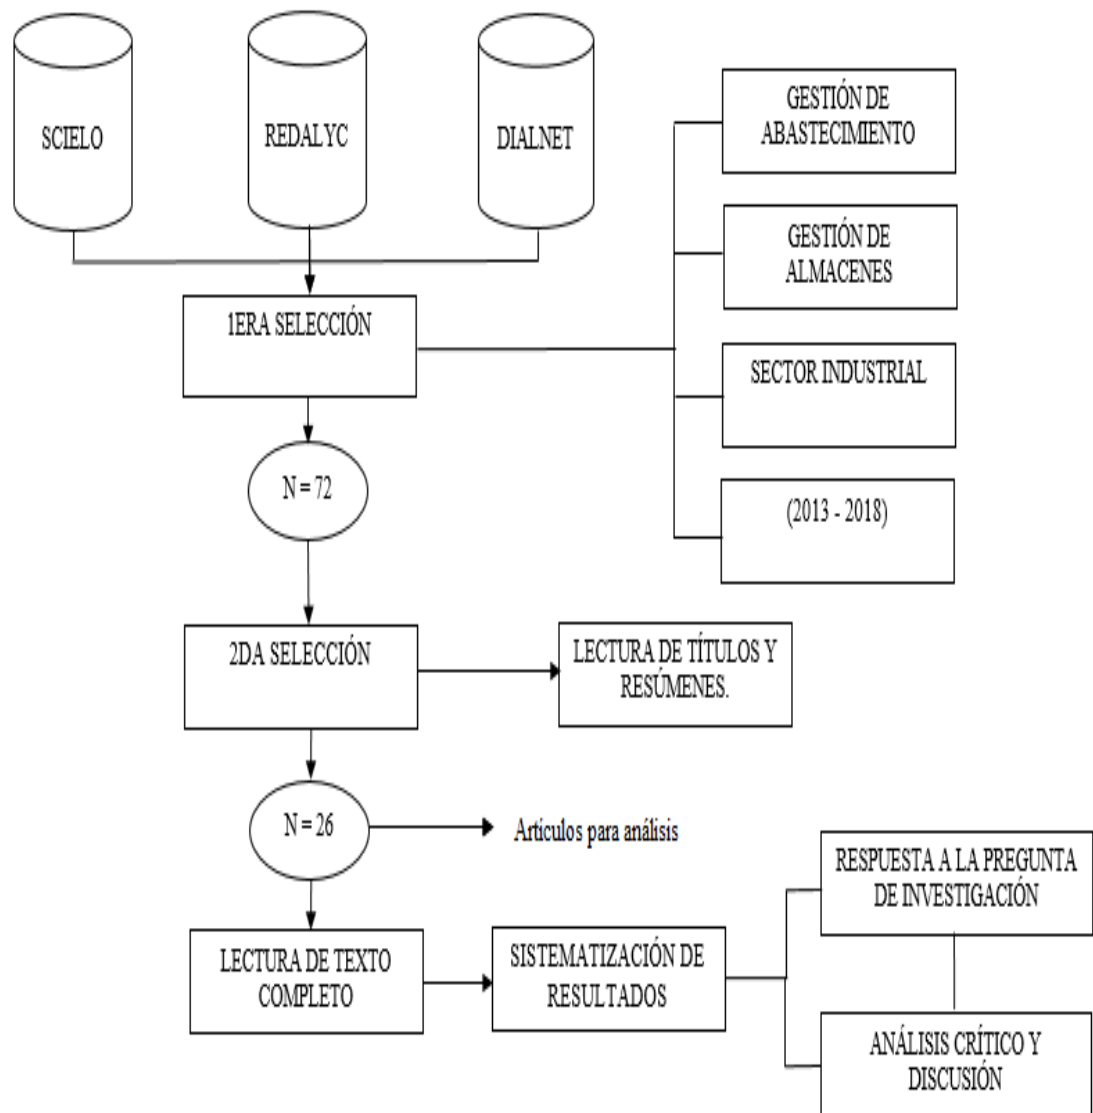 SCIELO
REDALYC
DIALNET
GESTIÓN DE
ABASTECIMIENTO
GESTIÓN DE
ALMACENES
1ERA SELECCIÓN
SECTOR INDUSTRIAL
N = 72
(2013 - 2018)
2DA SELECCIÓN
LECTURA DE TÍTULOS Y
RESÚMENES.
N = 26
Artículos para análisis
RESPUESTA A LA PREGUNTA
DE INVESTIGACIÓN
LECTURA DE TEXTO
COMPLETO
SISTEMATIZACIÓN DE
RESULTADOS
ANÁLISIS CRÍTICO Y
DISCUSIÓN